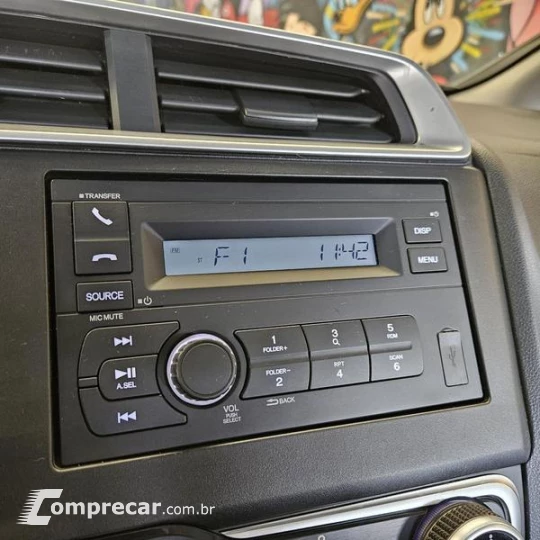 TRANSFER
DISP
ST F1 11:42
MENU
SOURCE
MIC MUTE
1 FOLDER+
3
5 RDM
A.SEL
FOLDER− 2
RPT 4
SCAN 6
VOL PUSH SELECT
BACK
Comprecar.com.br